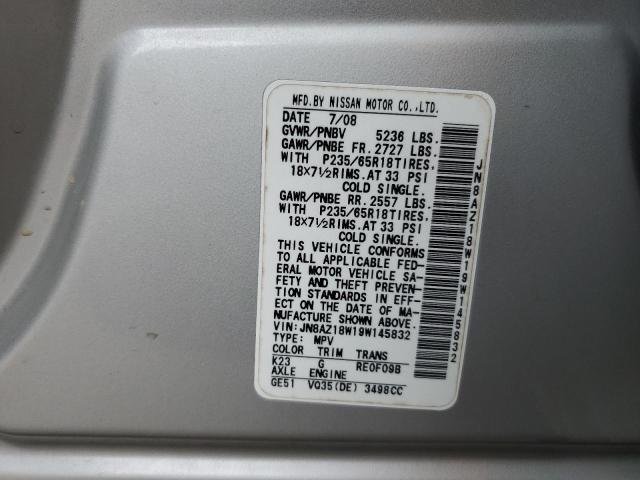 MFD.BY NISSAN MOTOR CO.,LTD.
DATE 7/08
GVWR/PNBV 5236 LBS.
GAWR/PNBE FR. 2727 LBS.
WITH P235/65R18TIRES,
18×7½RIMS.AT 33 PSI
COLD SINGLE.
GAWR/PNBE RR. 2557 LBS.
WITH P235/65R18TIRES,
18×7½RIMS.AT 33 PSI
COLD SINGLE.
THIS VEHICLE CONFORMS
TO ALL APPLICABLE FED-
ERAL MOTOR VEHICLE SA-
FETY AND THEFT PREVEN-
TION STANDARDS IN EFF-
ECT ON THE DATE OF MA-
NUFACTURE SHOWN ABOVE.
VIN:JN8AZ18W19W145832
TYPE: MPV
COLOR TRIM TRANS
K23 G RE0F09B
AXLE ENGINE
GE51 VQ35(DE) 3498CC
JN8AZ18W19W145832